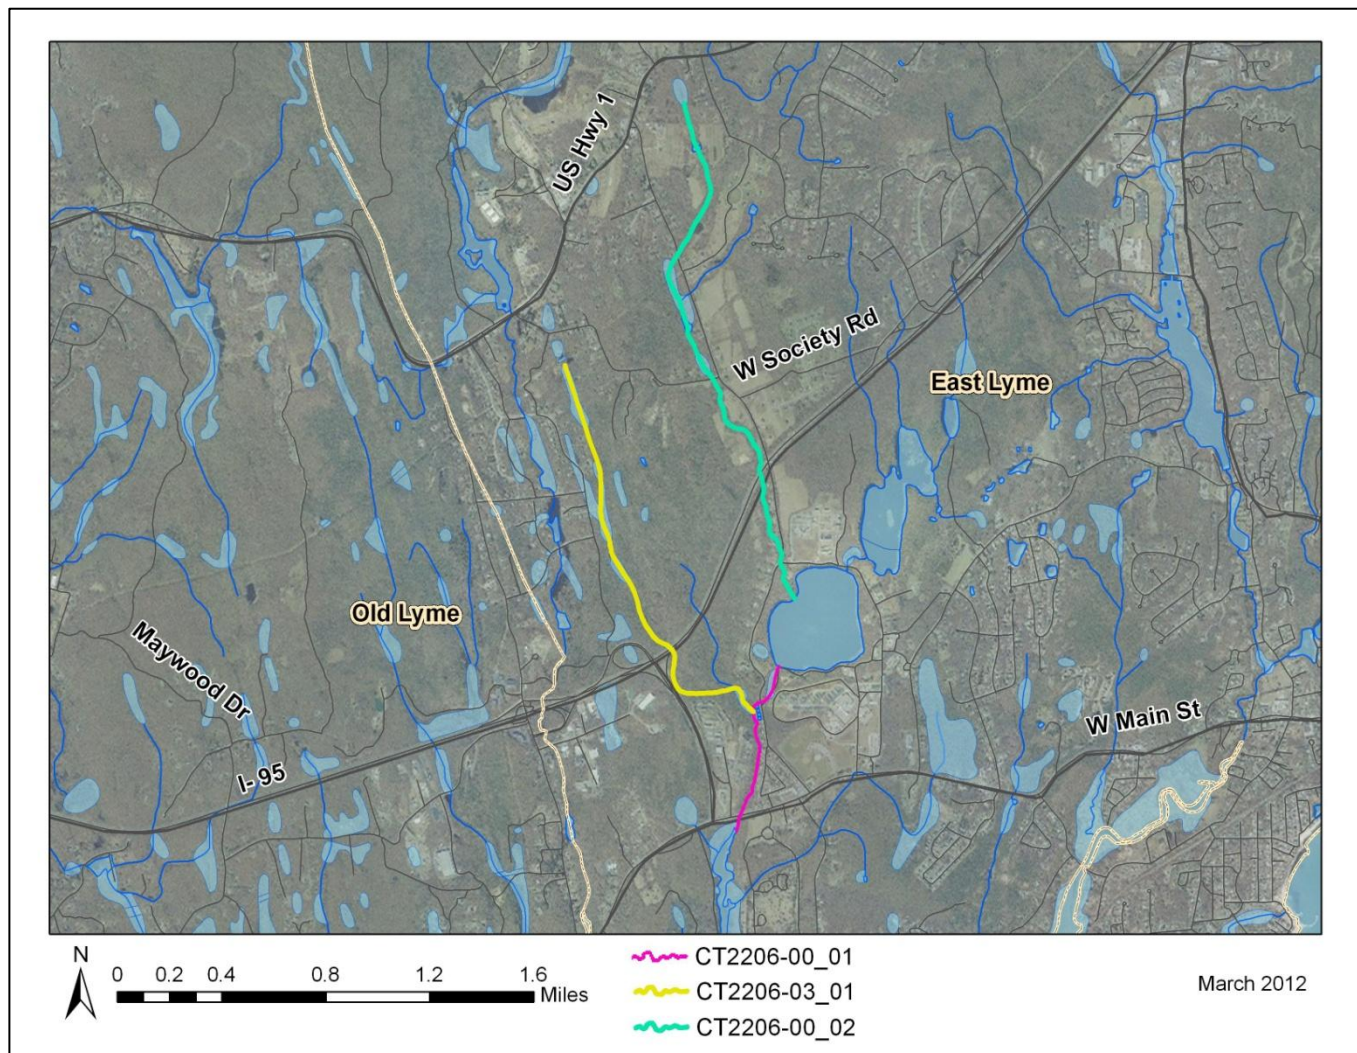 US Hwy 1
W Society Rd
East Lyme
Old Lyme
Maywood Dr
W Main St
I- 95
N
0 0.2 0.4 0.8 1.2 1.6
Miles
CT2206-00_01
CT2206-03_01
CT2206-00_02
March 2012